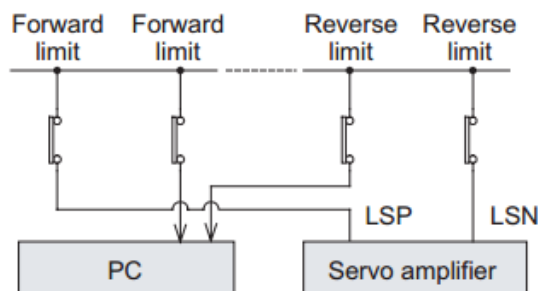 Forward limit
Forward limit
Reverse limit
Reverse limit
LSP
LSN
PC
Servo amplifier